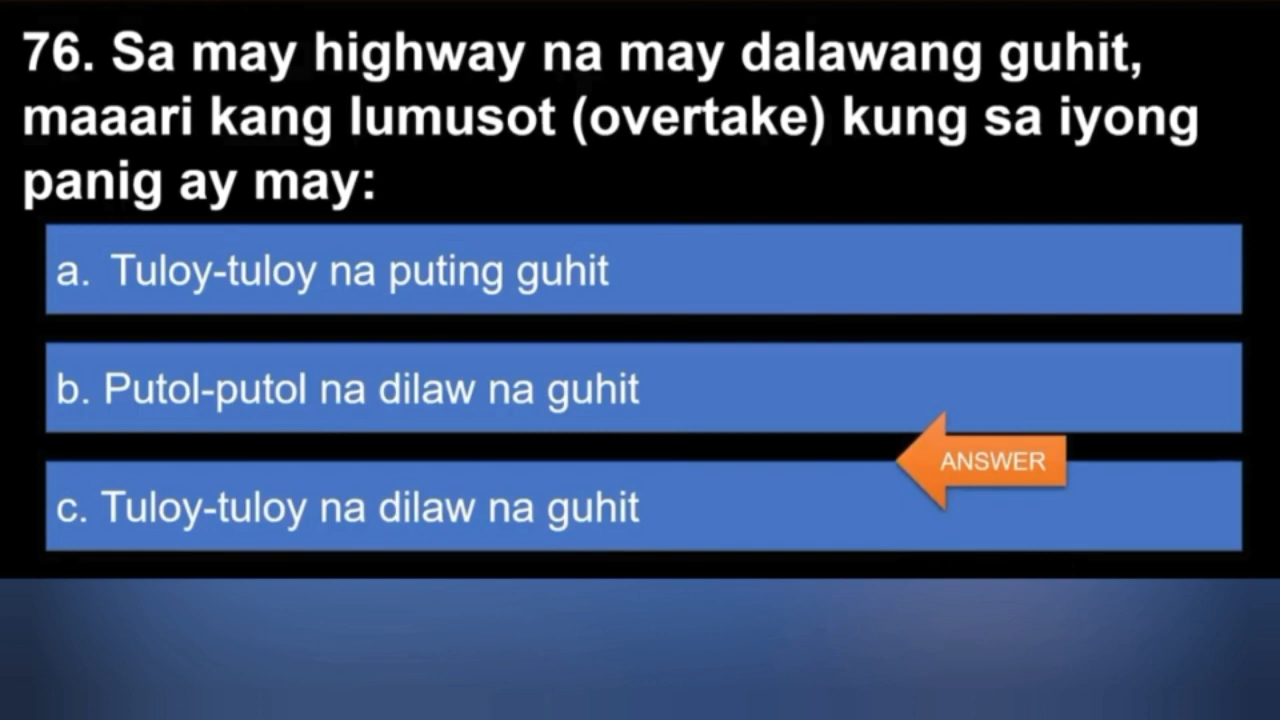 76. Sa may highway na may dalawang guhit,
maaari kang lumusot (overtake) kung sa iyong
panig ay may:
a. Tuloy-tuloy na puting guhit
b. Putol-putol na dilaw na guhit
ANSWER
c. Tuloy-tuloy na dilaw na guhit